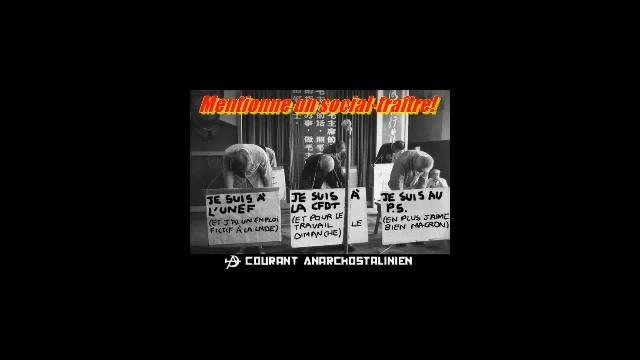 Mentionne un social-traître!
JE SUIS À
L'UNEF
(ET J'AI UN EMPLOI
FICTIF À LA LMDE)
JE SUIS À
LA CFDT
(ET POUR LE
TRAVAIL
DIMANCHE)
LE
JE SUIS AU
P.S.
(EN PLUS J'AIME
BIEN MACRON)
COURANT ANARCHOSTALINIEN